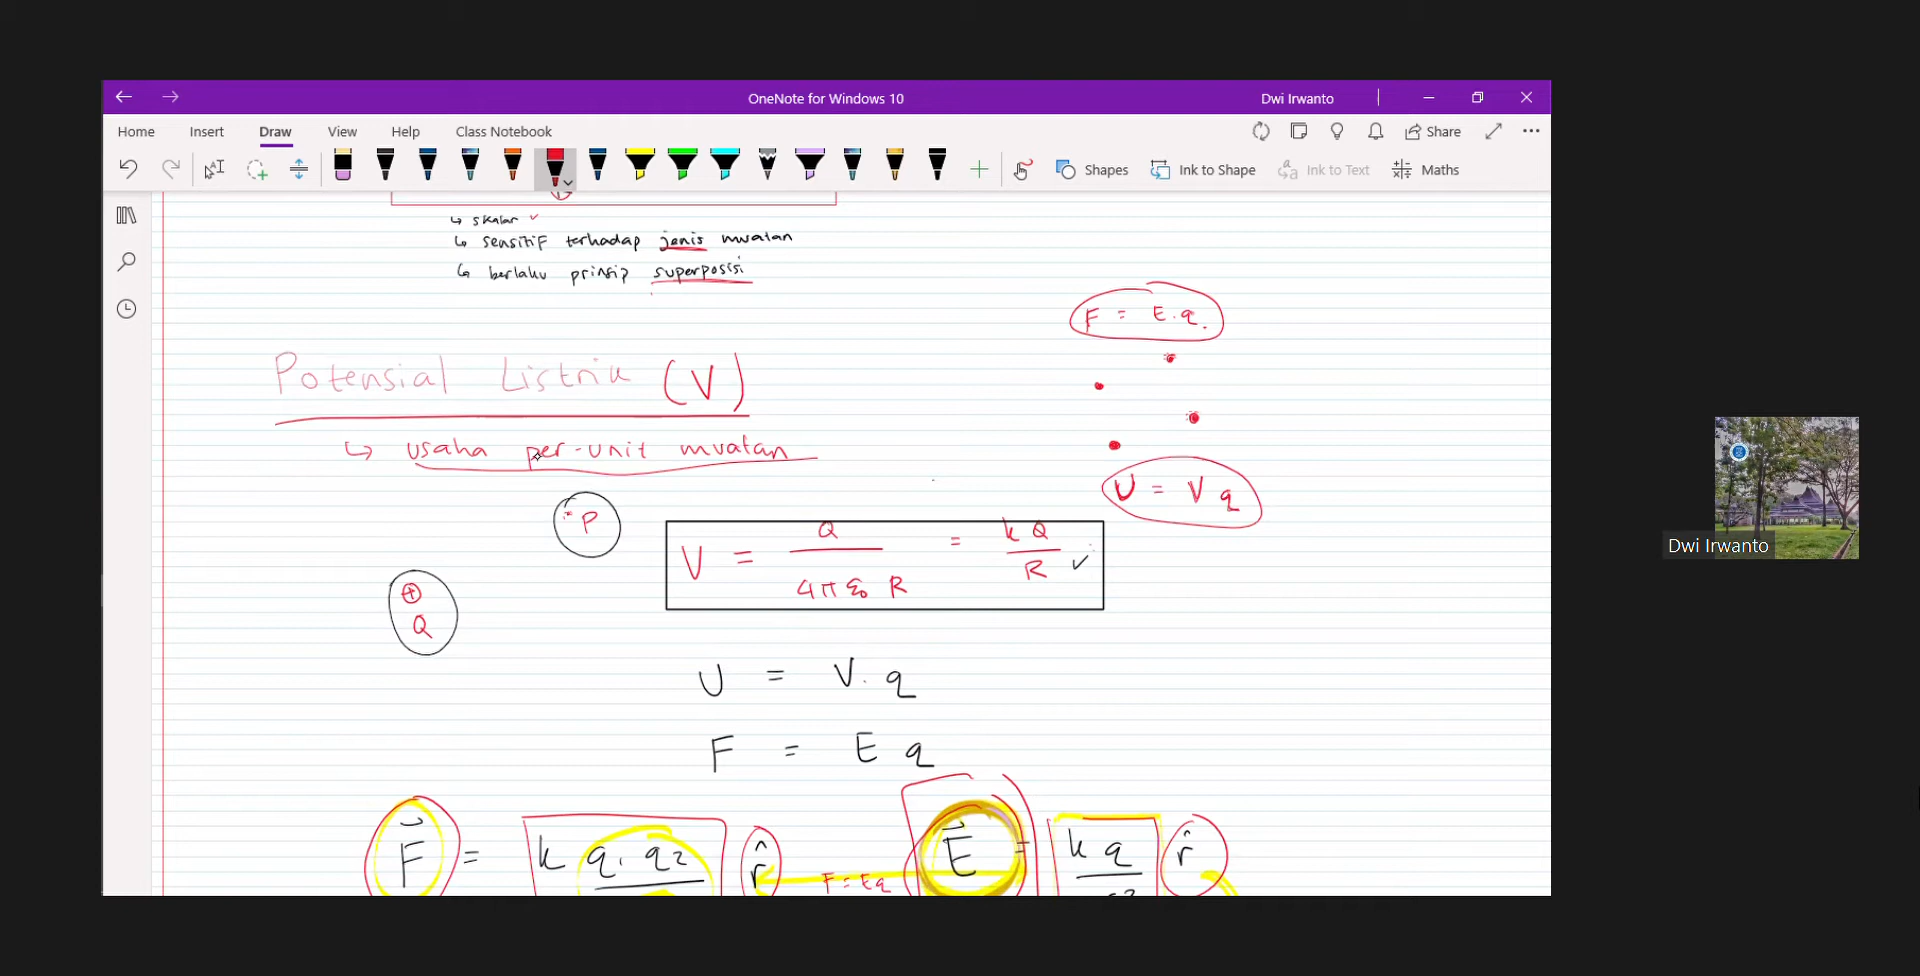 OneNote for Windows 10
Dwi Irwanto
Home Insert Draw View Help Class Notebook
Share
Shapes Ink to Shape Ink to Text Maths
↳ skalar ✓
↳ sensitif terhadap jenis muatan
↳ berlaku prinsip superposisi
F = E.q.
Potensial Listrik (V)
↳ usaha per-unit muatan
U = V q
P
V = Q / 4πε₀ R = k Q / R ✓
⊕
Q
U = V. q
F = E q
F⃗ = k q₁ q₂ r̂
E⃗ = k q r̂
F = Eq
Dwi Irwanto